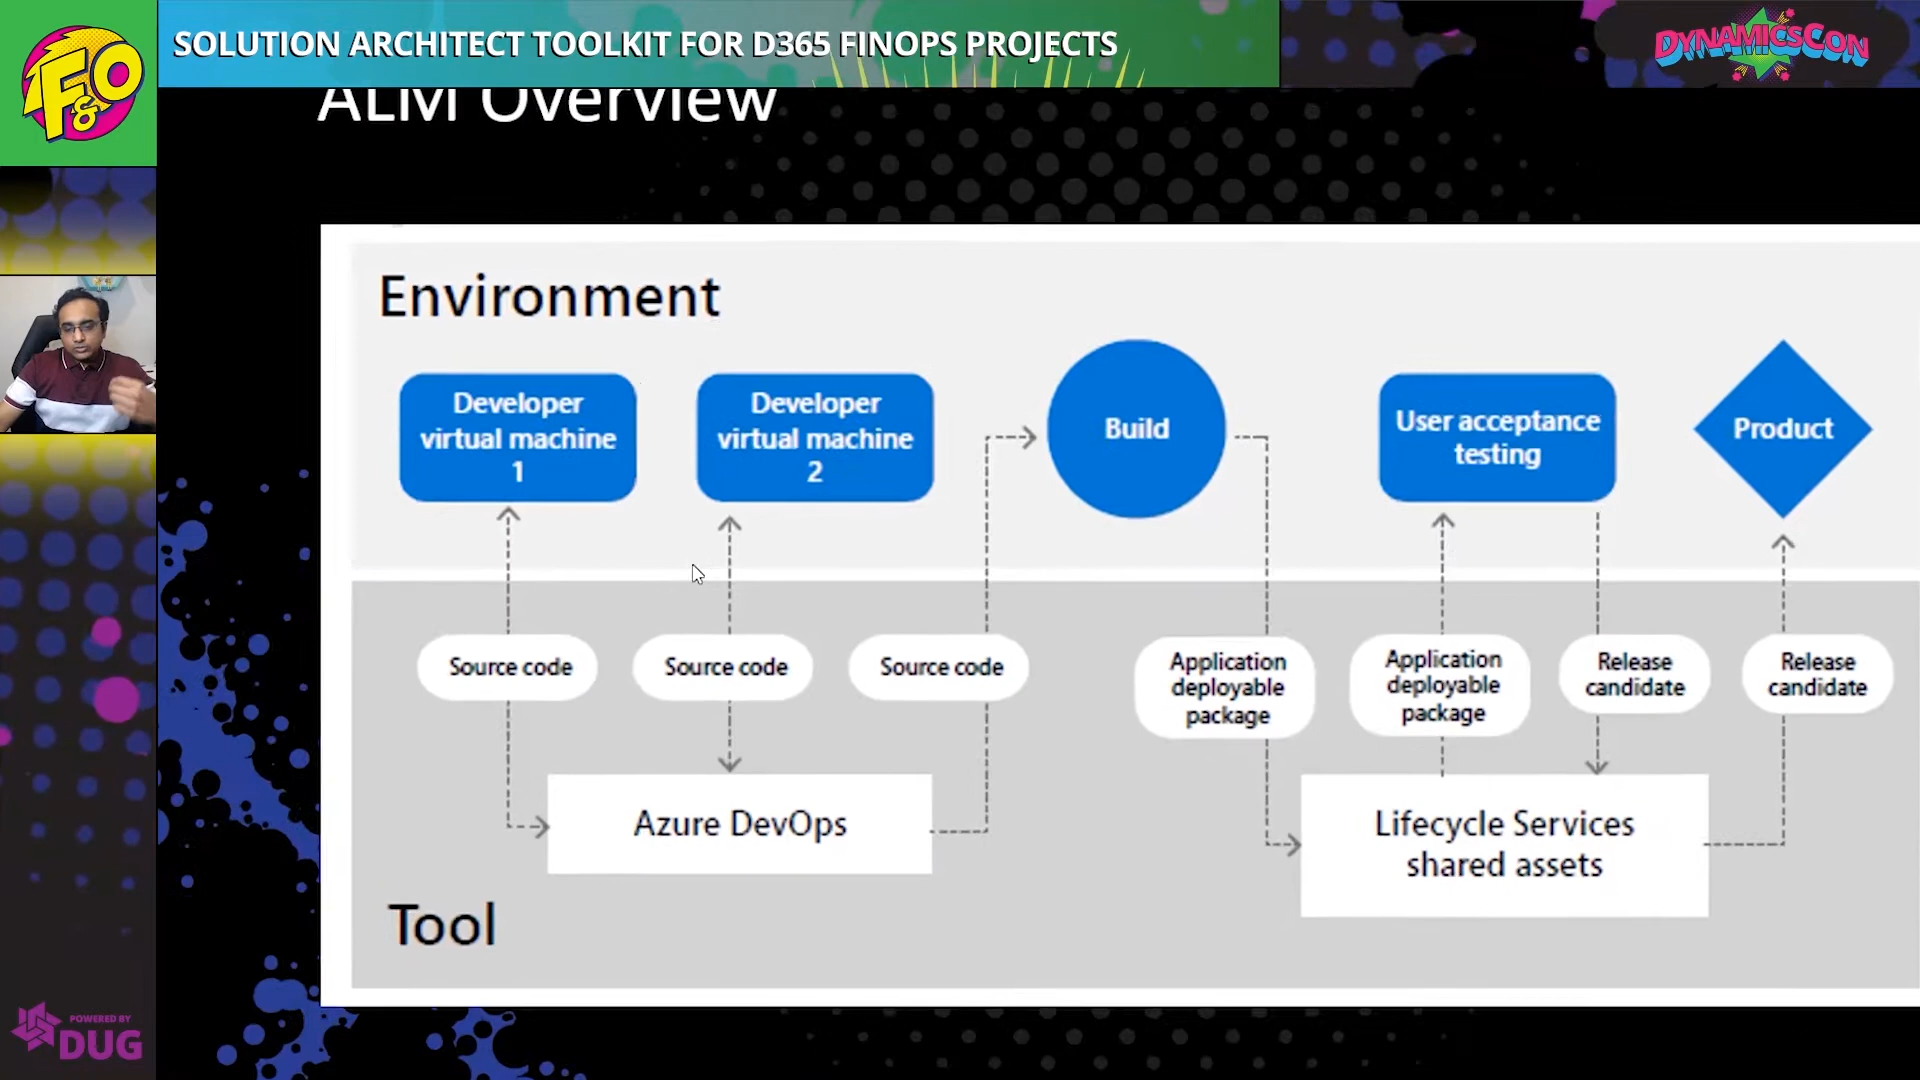 F&O
SOLUTION ARCHITECT TOOLKIT FOR D365 FINOPS PROJECTS
DYNAMICSCON
ALM Overview
Environment
Developer
virtual machine
1
Developer
virtual machine
2
Build
User acceptance
testing
Product
Source code
Source code
Source code
Application
deployable
package
Application
deployable
package
Release
candidate
Release
candidate
Azure DevOps
Lifecycle Services
shared assets
Tool
POWERED BY
DUG